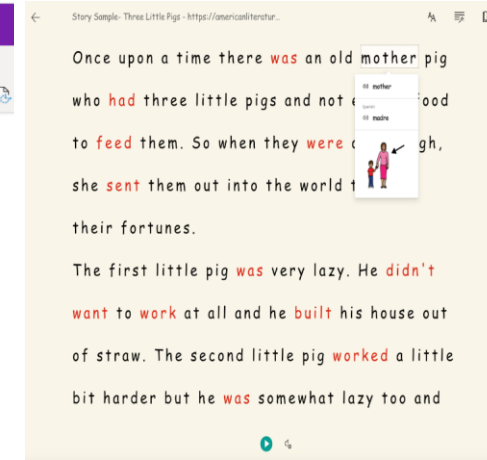 Story Sample- Three Little Pigs - https://americanliteratur...
Once upon a time there was an old mother pig
who had three little pigs and not food
to feed them. So when they were gh,
she sent them out into the world
their fortunes.
The first little pig was very lazy. He didn't
want to work at all and he built his house out
of straw. The second little pig worked a little
bit harder but he was somewhat lazy too and
mother
Spanish
madre